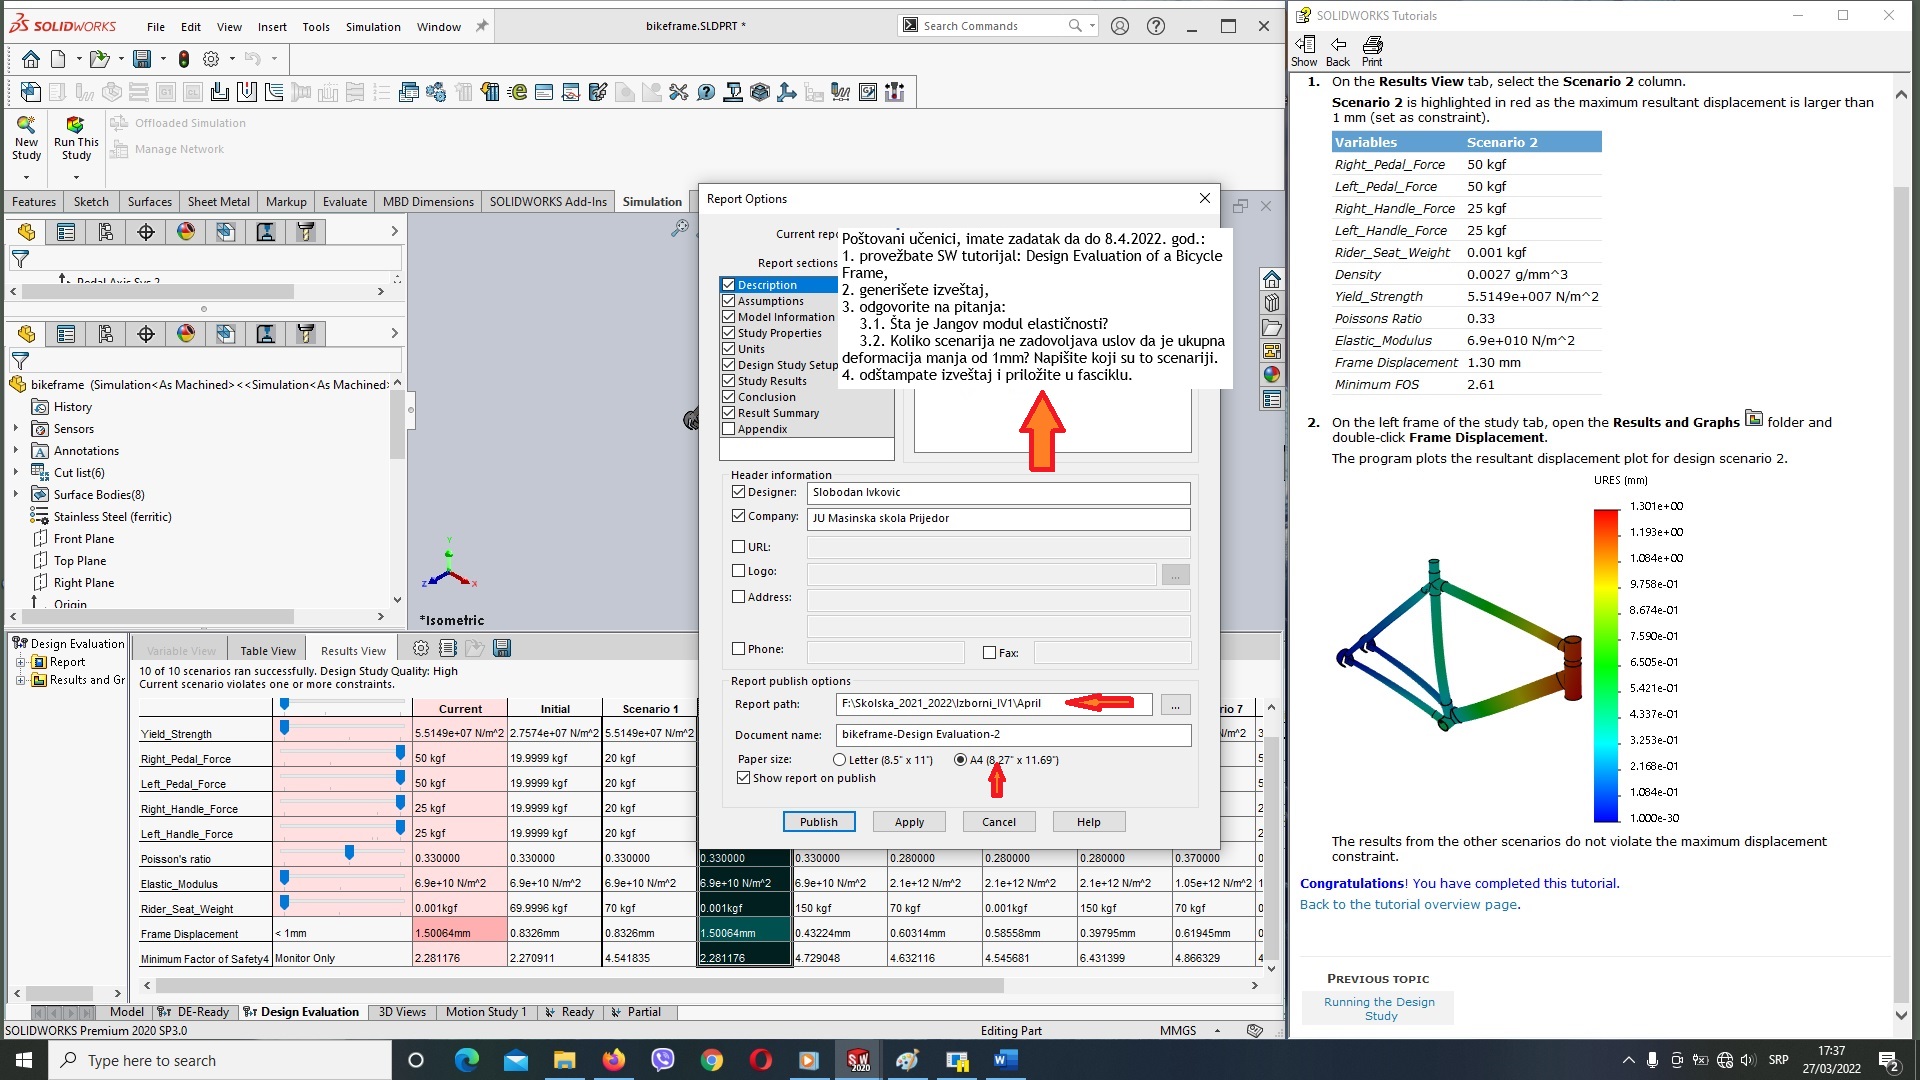 SOLIDWORKS File Edit View Insert Tools Simulation Window
bikeframe.SLDPRT *
Search Commands
New Study
Run This Study
Offloaded Simulation
Manage Network
Features Sketch Surfaces Sheet Metal Markup Evaluate MBD Dimensions SOLIDWORKS Add-Ins Simulation
Pedal Axis Sys 2
bikeframe (Simulation<As Machined><<Simulation<As Machined>
History
Sensors
Annotations
Cut list(6)
Surface Bodies(8)
Stainless Steel (ferritic)
Front Plane
Top Plane
Right Plane
Origin
Y
Z X
*Isometric
Report Options
Current repo
Report sections
Description
Assumptions
Model Information
Study Properties
Units
Design Study Setup
Study Results
Conclusion
Result Summary
Appendix
Poštovani učenici, imate zadatak da do 8.4.2022. god.:
1. provežbate SW tutorijal: Design Evaluation of a Bicycle
Frame,
2. generišete izveštaj,
3. odgovorite na pitanja:
3.1. Šta je Jangov modul elastičnosti?
3.2. Koliko scenarija ne zadovoljava uslov da je ukupna
deformacija manja od 1mm? Napišite koji su to scenariji.
4. odštampate izveštaj i priložite u fasciklu.
Header information
Designer: Slobodan Ivkovic
Company: JU Masinska skola Prijedor
URL:
Logo: ...
Address:
Phone: Fax:
Report publish options
Report path: F:\Skolska_2021_2022\Izborni_IV1\April ...
Document name: bikeframe-Design Evaluation-2
Paper size: Letter (8.5" x 11") A4 (8.27" x 11.69")
Show report on publish
Publish Apply Cancel Help
Design Evaluation
Report
Results and Gr
Variable View Table View Results View
10 of 10 scenarios ran successfully. Design Study Quality: High
Current scenario violates one or more constraints.
Current Initial Scenario 1 rio 7
Yield_Strength 5.5149e+07 N/m^2 2.7574e+07 N/m^2 5.5149e+07 N/m^2 N/m^2
Right_Pedal_Force 50 kgf 19.9999 kgf 20 kgf
Left_Pedal_Force 50 kgf 19.9999 kgf 20 kgf
Right_Handle_Force 25 kgf 19.9999 kgf 20 kgf
Left_Handle_Force 25 kgf 19.9999 kgf 20 kgf
Poisson's ratio 0.330000 0.330000 0.330000 0.330000 0.330000 0.280000 0.280000 0.280000 0.370000
Elastic_Modulus 6.9e+10 N/m^2 6.9e+10 N/m^2 6.9e+10 N/m^2 6.9e+10 N/m^2 6.9e+10 N/m^2 2.1e+12 N/m^2 2.1e+12 N/m^2 2.1e+12 N/m^2 1.05e+12 N/m^2
Rider_Seat_Weight 0.001kgf 69.9996 kgf 70 kgf 0.001kgf 150 kgf 70 kgf 0.001kgf 150 kgf 70 kgf
Frame Displacement < 1mm 1.50064mm 0.8326mm 0.8326mm 1.50064mm 0.43224mm 0.60314mm 0.58558mm 0.39795mm 0.61945mm
Minimum Factor of Safety4 Monitor Only 2.281176 2.270911 4.541835 2.281176 4.729048 4.632116 4.545681 6.431399 4.866329
Model DE-Ready Design Evaluation 3D Views Motion Study 1 Ready Partial
SOLIDWORKS Premium 2020 SP3.0 Editing Part MMGS
SOLIDWORKS Tutorials
Show Back Print
1. On the Results View tab, select the Scenario 2 column.
Scenario 2 is highlighted in red as the maximum resultant displacement is larger than
1 mm (set as constraint).
Variables Scenario 2
Right_Pedal_Force 50 kgf
Left_Pedal_Force 50 kgf
Right_Handle_Force 25 kgf
Left_Handle_Force 25 kgf
Rider_Seat_Weight 0.001 kgf
Density 0.0027 g/mm^3
Yield_Strength 5.5149e+007 N/m^2
Poissons Ratio 0.33
Elastic_Modulus 6.9e+010 N/m^2
Frame Displacement 1.30 mm
Minimum FOS 2.61
2. On the left frame of the study tab, open the Results and Graphs folder and
double-click Frame Displacement.
The program plots the resultant displacement plot for design scenario 2.
URES (mm)
1.301e+00
1.193e+00
1.084e+00
9.758e-01
8.674e-01
7.590e-01
6.505e-01
5.421e-01
4.337e-01
3.253e-01
2.168e-01
1.084e-01
1.000e-30
The results from the other scenarios do not violate the maximum displacement
constraint.
Congratulations! You have completed this tutorial.
Back to the tutorial overview page.
PREVIOUS TOPIC
Running the Design
Study
Type here to search
SW 2020
SRP
17:37
27/03/2022
2